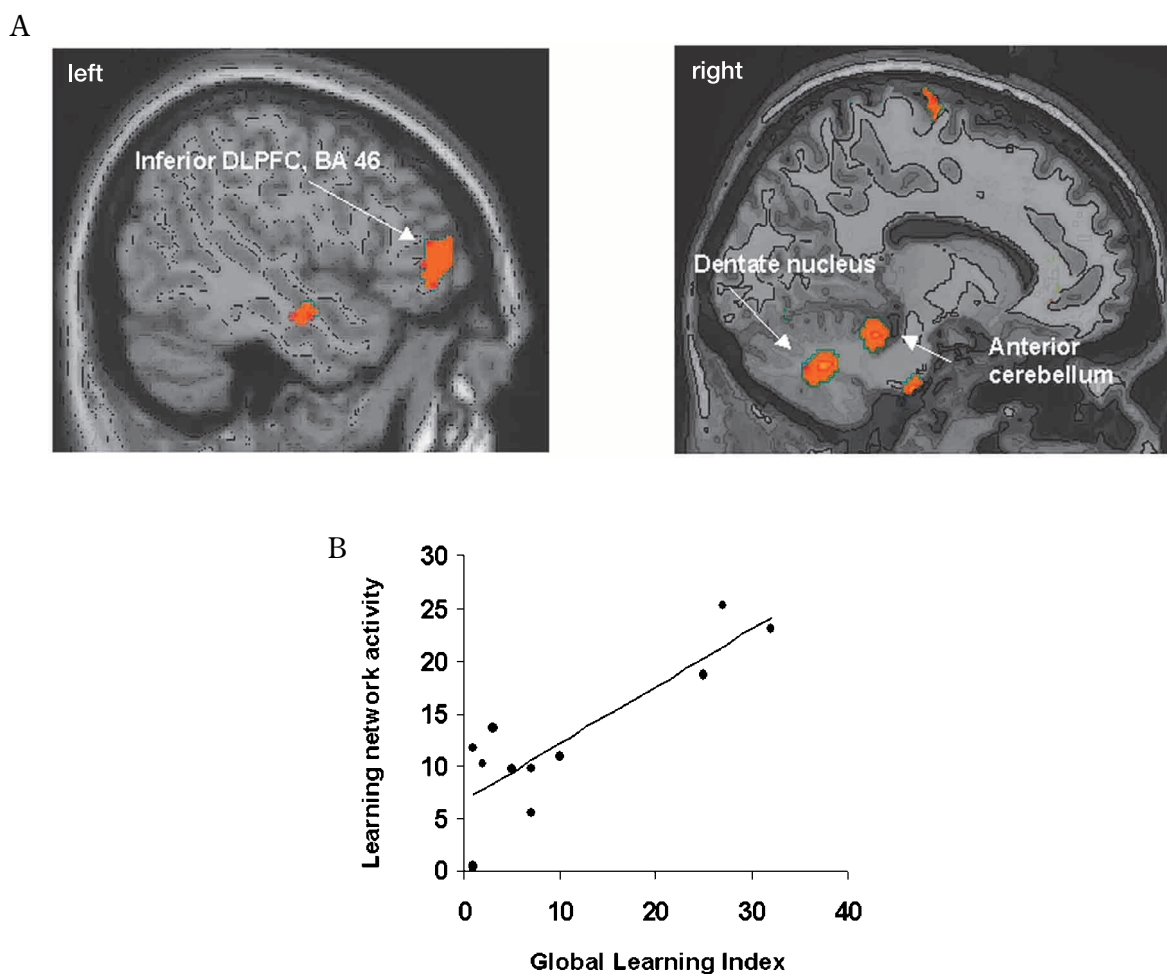 A
left
right
Inferior DLPFC, BA 46
Dentate nucleus
Anterior
cerebellum
B
30
25
20
15
10
5
0
Learning network activity
0 10 20 30 40
Global Learning Index